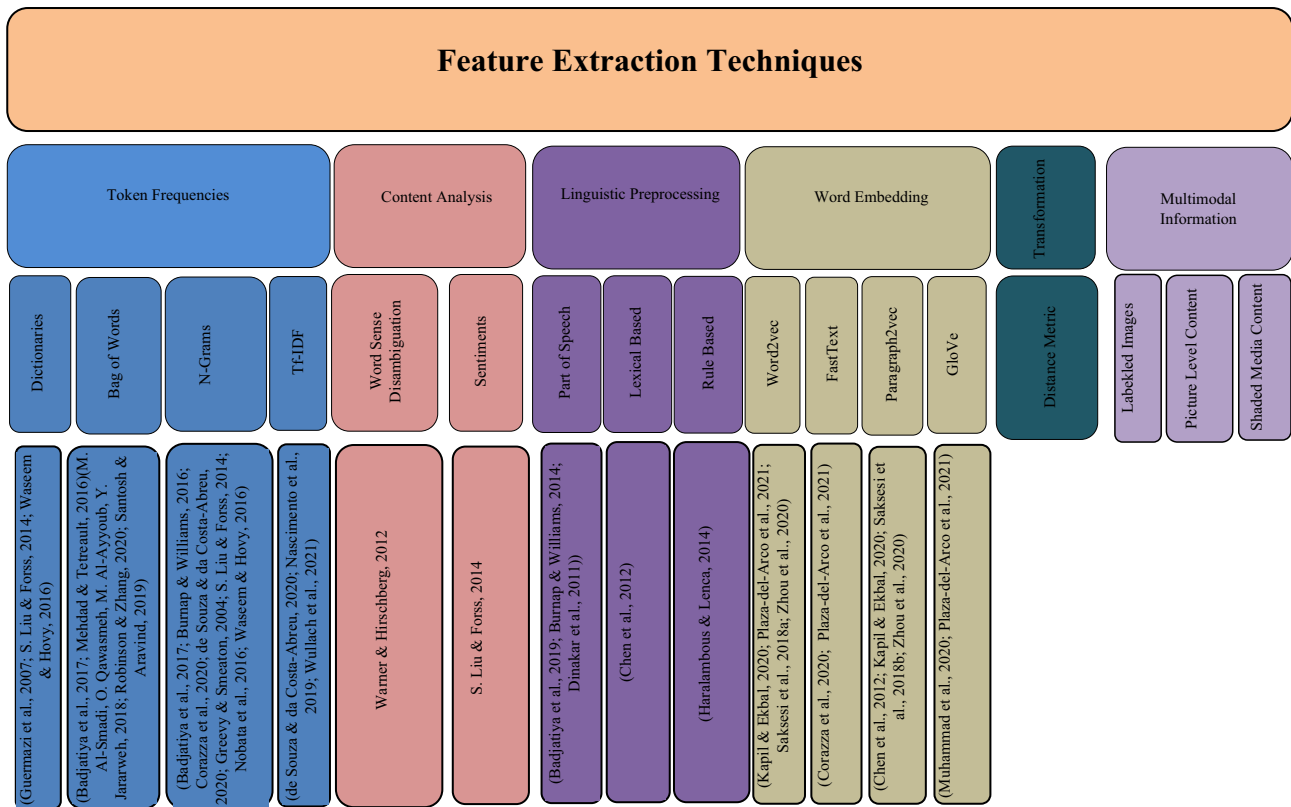 Feature Extraction Techniques
Token Frequencies
Content Analysis
Linguistic Preprocessing
Word Embedding
Transformation
Multimodal
Information
Dictionaries
Bag of Words
N-Grams
Tf-IDF
Word Sense
Disambiguation
Sentiments
Part of Speech
Lexical Based
Rule Based
Word2vec
FastText
Paragraph2vec
GloVe
Distance Metric
Labekled Images
Picture Level Content
Shaded Media Content
(Guermazi et al., 2007; S. Liu & Forss, 2014; Waseem
& Hovy, 2016)
(Badjatiya et al., 2017; Mehdad & Tetreault, 2016)(M.
Al-Smadi, O. Qawasmeh, M. Al-Ayyoub, Y.
Jararweh, 2018; Robinson & Zhang, 2020; Santosh &
Aravind, 2019)
(Badjatiya et al., 2017; Burnap & Williams, 2016;
Corazza et al., 2020; de Souza & da Costa-Abreu,
2020; Greevy & Smeaton, 2004; S. Liu & Forss, 2014;
Nobata et al., 2016; Waseem & Hovy, 2016)
(de Souza & da Costa-Abreu, 2020; Nascimento et al.,
2019; Wullach et al., 2021)
Warner & Hirschberg, 2012
S. Liu & Forss, 2014
(Badjatiya et al., 2019; Burnap & Williams, 2014;
Dinakar et al., 2011))
(Chen et al., 2012)
(Haralambous & Lenca, 2014)
(Kapil & Ekbal, 2020; Plaza-del-Arco et al., 2021;
Saksesi et al., 2018a; Zhou et al., 2020)
(Corazza et al., 2020; Plaza-del-Arco et al., 2021)
(Chen et al., 2012; Kapil & Ekbal, 2020; Saksesi et
al., 2018b; Zhou et al., 2020)
(Muhammad et al., 2020; Plaza-del-Arco et al., 2021)